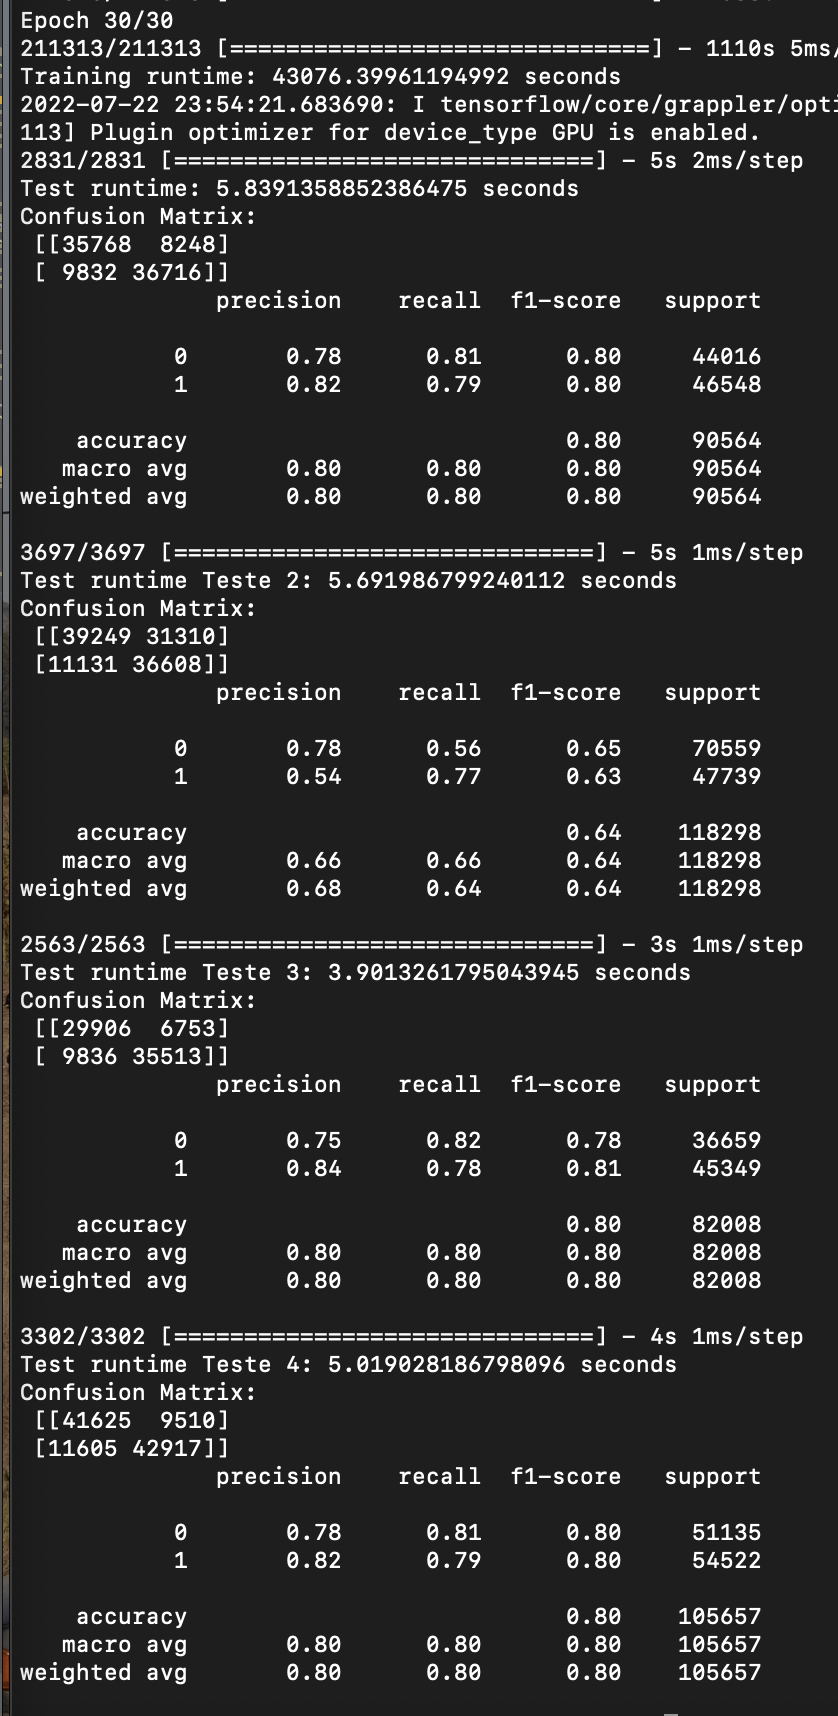 Epoch 30/30
211313/211313 [==============================] - 1110s 5ms/
Training runtime: 43076.39961194992 seconds
2022-07-22 23:54:21.683690: I tensorflow/core/grappler/opti
113] Plugin optimizer for device_type GPU is enabled.
2831/2831 [==============================] - 5s 2ms/step
Test runtime: 5.8391358852386475 seconds
Confusion Matrix:
[[35768  8248]
[ 9832 36716]]
precision    recall  f1-score   support
0       0.78      0.81      0.80     44016
1       0.82      0.79      0.80     46548
accuracy                           0.80     90564
macro avg       0.80      0.80      0.80     90564
weighted avg       0.80      0.80      0.80     90564
3697/3697 [==============================] - 5s 1ms/step
Test runtime Teste 2: 5.691986799240112 seconds
Confusion Matrix:
[[39249 31310]
[11131 36608]]
precision    recall  f1-score   support
0       0.78      0.56      0.65     70559
1       0.54      0.77      0.63     47739
accuracy                           0.64    118298
macro avg       0.66      0.66      0.64    118298
weighted avg       0.68      0.64      0.64    118298
2563/2563 [==============================] - 3s 1ms/step
Test runtime Teste 3: 3.9013261795043945 seconds
Confusion Matrix:
[[29906  6753]
[ 9836 35513]]
precision    recall  f1-score   support
0       0.75      0.82      0.78     36659
1       0.84      0.78      0.81     45349
accuracy                           0.80     82008
macro avg       0.80      0.80      0.80     82008
weighted avg       0.80      0.80      0.80     82008
3302/3302 [==============================] - 4s 1ms/step
Test runtime Teste 4: 5.019028186798096 seconds
Confusion Matrix:
[[41625  9510]
[11605 42917]]
precision    recall  f1-score   support
0       0.78      0.81      0.80     51135
1       0.82      0.79      0.80     54522
accuracy                           0.80    105657
macro avg       0.80      0.80      0.80    105657
weighted avg       0.80      0.80      0.80    105657